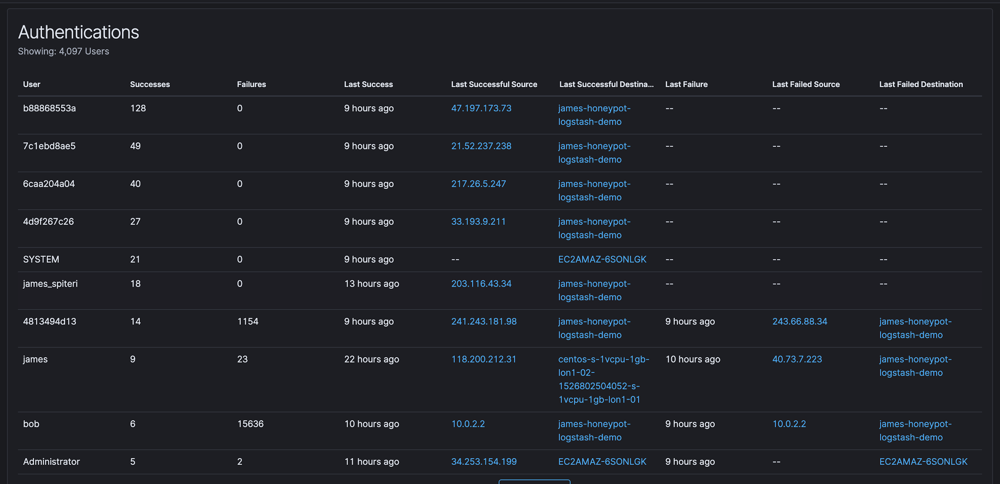 Authentications
Showing: 4,097 Users
User Successes Failures Last Success Last Successful Source Last Successful Destina... Last Failure Last Failed Source Last Failed Destination
b88868553a 128 0 9 hours ago 47.197.173.73 james-honeypot- -- -- --
logstash-demo
7c1ebd8ae5 49 0 9 hours ago 21.52.237.238 james-honeypot- -- -- --
logstash-demo
6caa204a04 40 0 9 hours ago 217.26.5.247 james-honeypot- -- -- --
logstash-demo
4d9f267c26 27 0 9 hours ago 33.193.9.211 james-honeypot- -- -- --
logstash-demo
SYSTEM 21 0 9 hours ago -- EC2AMAZ-6SONLGK -- -- --
james_spiteri 18 0 13 hours ago 203.116.43.34 james-honeypot- -- -- --
logstash-demo
4813494d13 14 1154 9 hours ago 241.243.181.98 james-honeypot- 9 hours ago 243.66.88.34 james-honeypot-
logstash-demo logstash-demo
james 9 23 22 hours ago 118.200.212.31 centos-s-1vcpu-1gb- 10 hours ago 40.73.7.223 james-honeypot-
lon1-02- logstash-demo
1526802504052-s-
1vcpu-1gb-lon1-01
bob 6 15636 10 hours ago 10.0.2.2 james-honeypot- 9 hours ago 10.0.2.2 james-honeypot-
logstash-demo logstash-demo
Administrator 5 2 11 hours ago 34.253.154.199 EC2AMAZ-6SONLGK 9 hours ago -- EC2AMAZ-6SONLGK